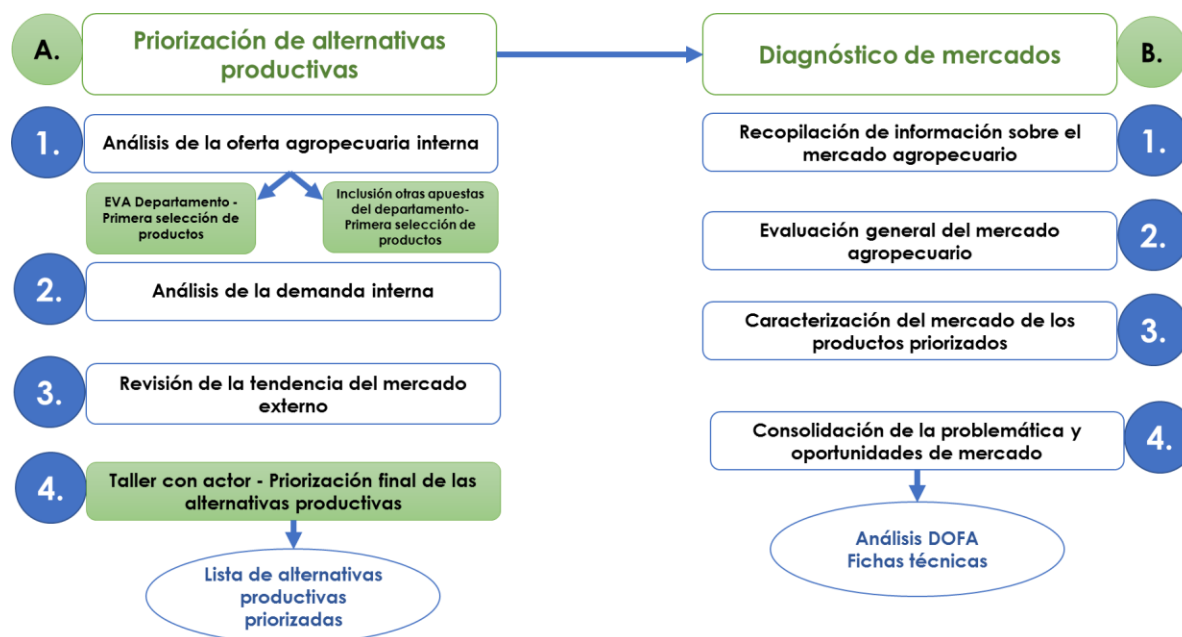 A.
Priorización de alternativas
productivas
1.
Análisis de la oferta agropecuaria interna
EVA Departamento -
Primera selección de
productos
Inclusión otras apuestas
del departamento-
Primera selección de
productos
2.
Análisis de la demanda interna
3.
Revisión de la tendencia del mercado
externo
4.
Taller con actor - Priorización final de las
alternativas productivas
Lista de alternativas
productivas
priorizadas
Diagnóstico de mercados
B.
Recopilación de información sobre el
mercado agropecuario
1.
Evaluación general del mercado
agropecuario
2.
Caracterización del mercado de los
productos priorizados
3.
Consolidación de la problemática y
oportunidades de mercado
4.
Análisis DOFA
Fichas técnicas